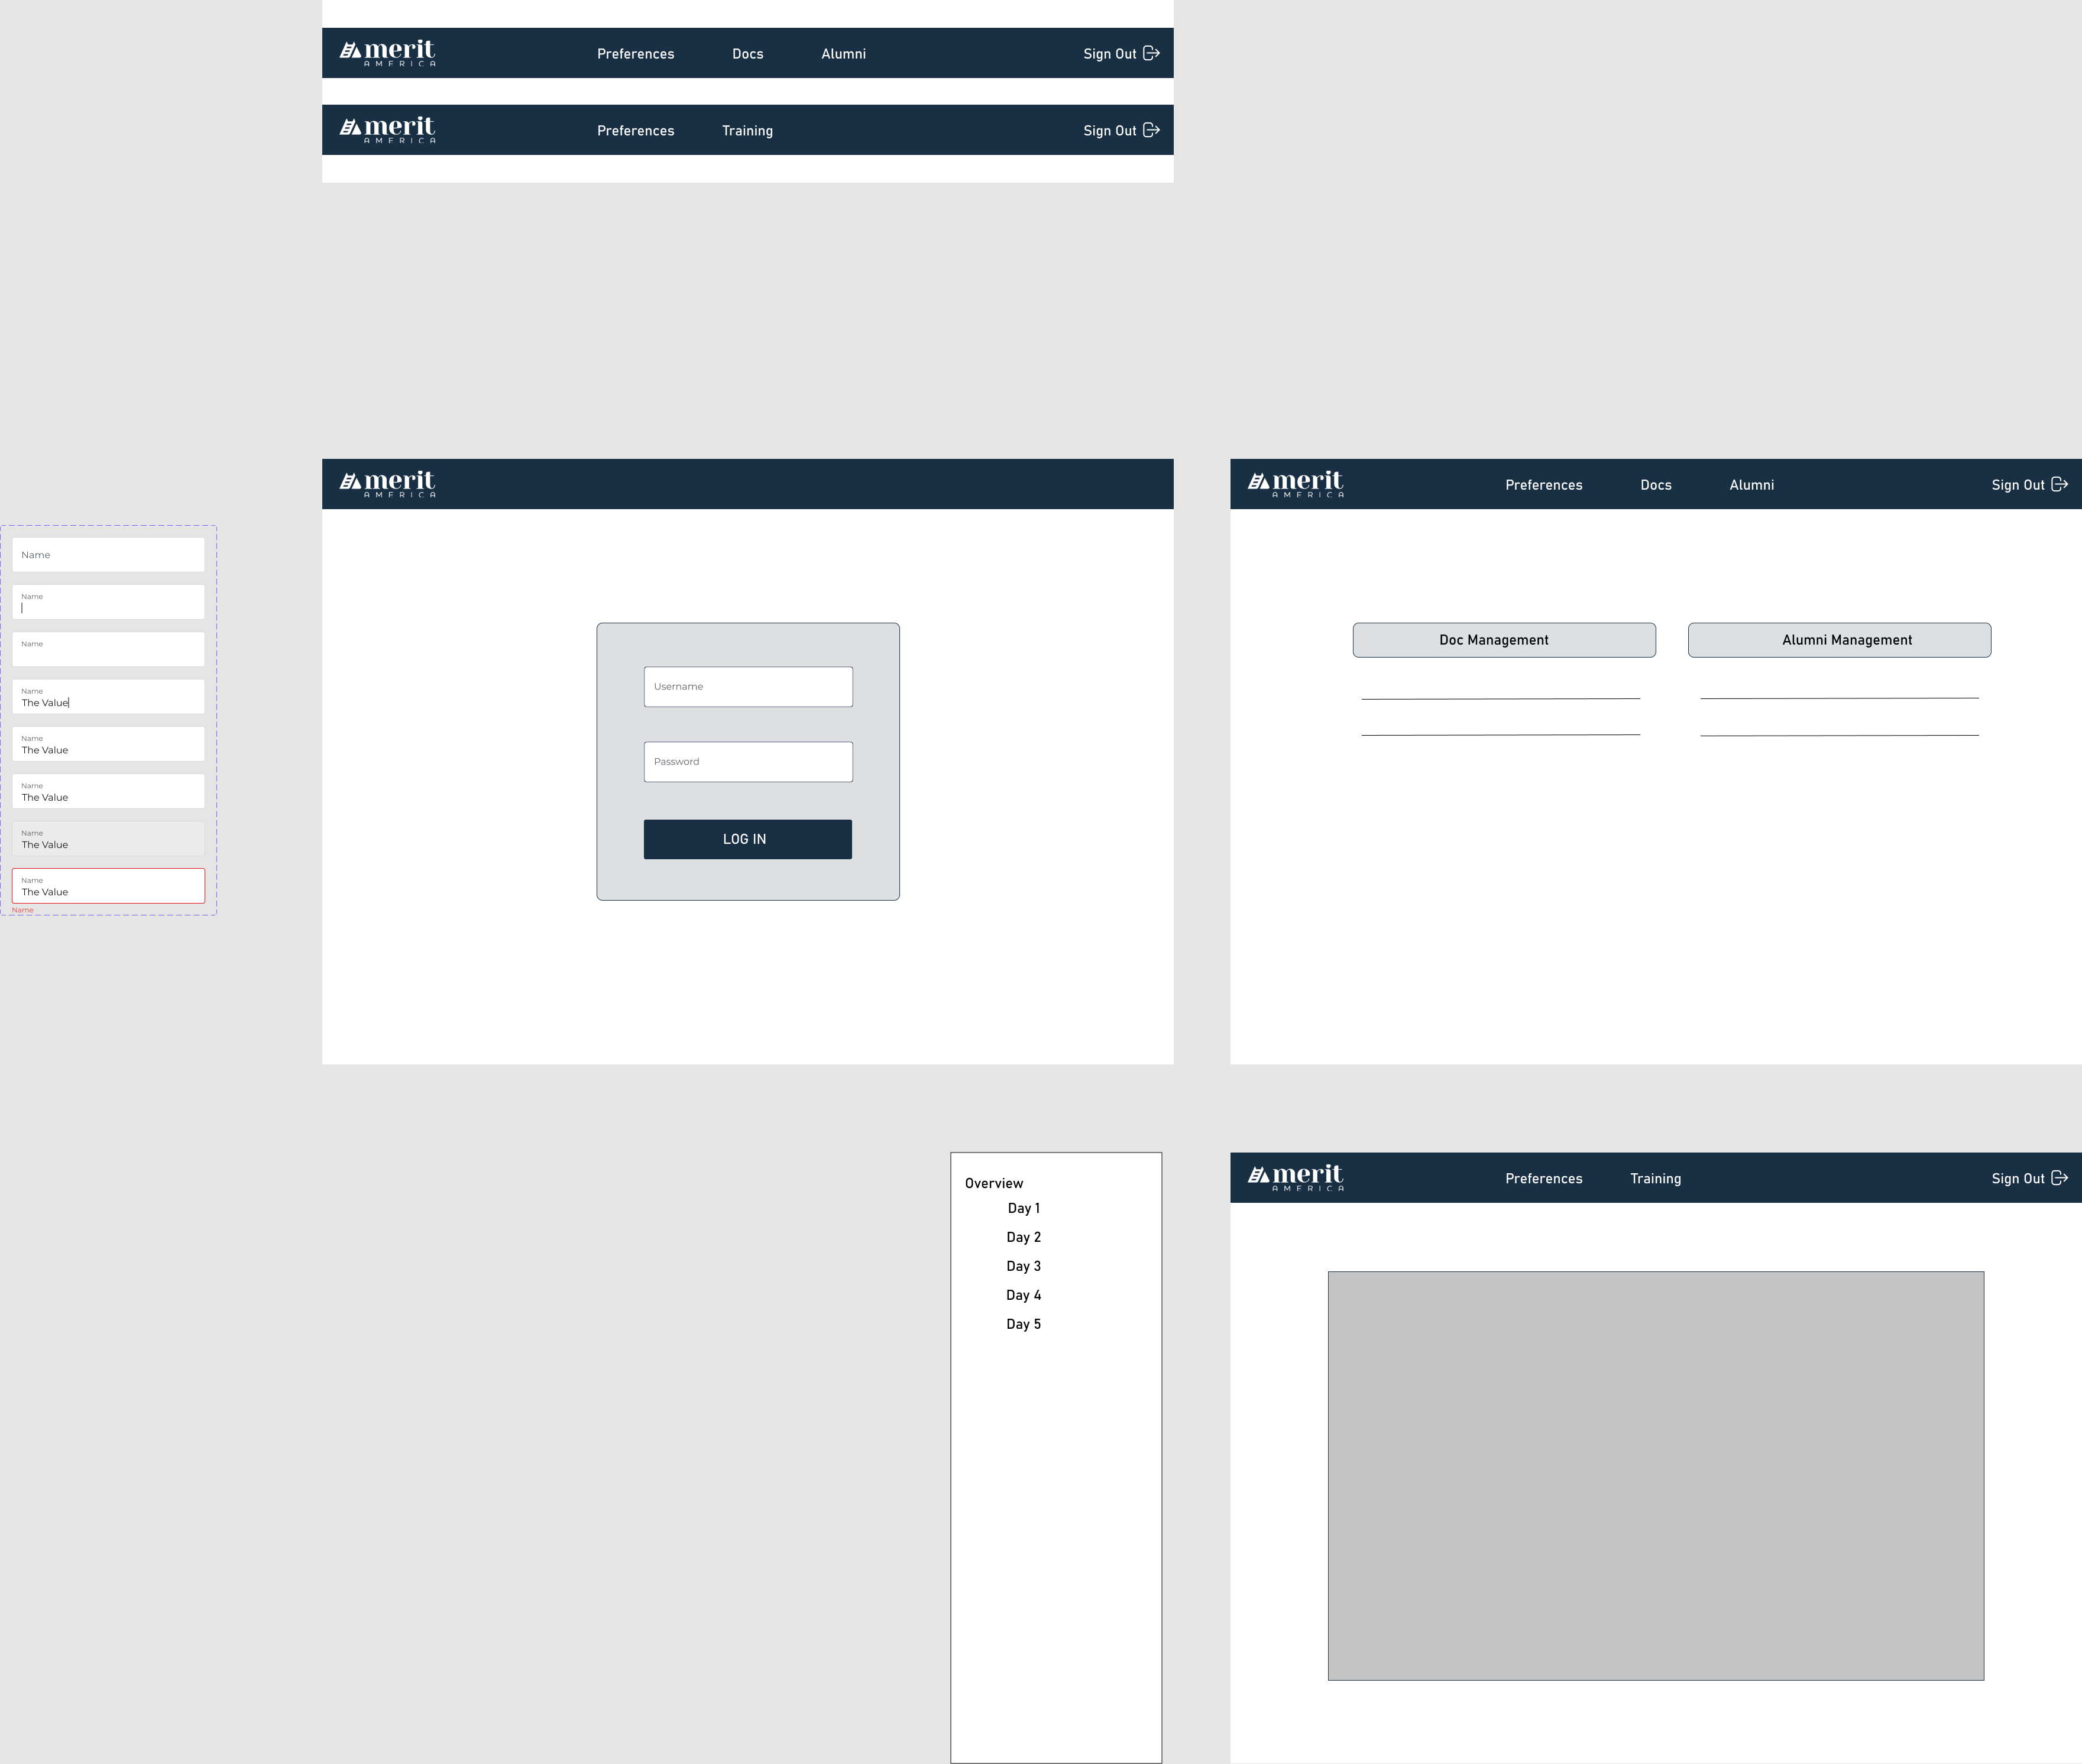 merit
AMERICA
Preferences Docs Alumni
Sign Out
merit
AMERICA
Preferences Training
Sign Out
Name
Name
Name
Name
The Value
Name
The Value
Name
The Value
Name
The Value
Name
The Value
Name
merit
AMERICA
Username
Password
LOG IN
merit
AMERICA
Preferences Docs Alumni
Sign Out
Doc Management
Alumni Management
Overview
Day 1
Day 2
Day 3
Day 4
Day 5
merit
AMERICA
Preferences Training
Sign Out